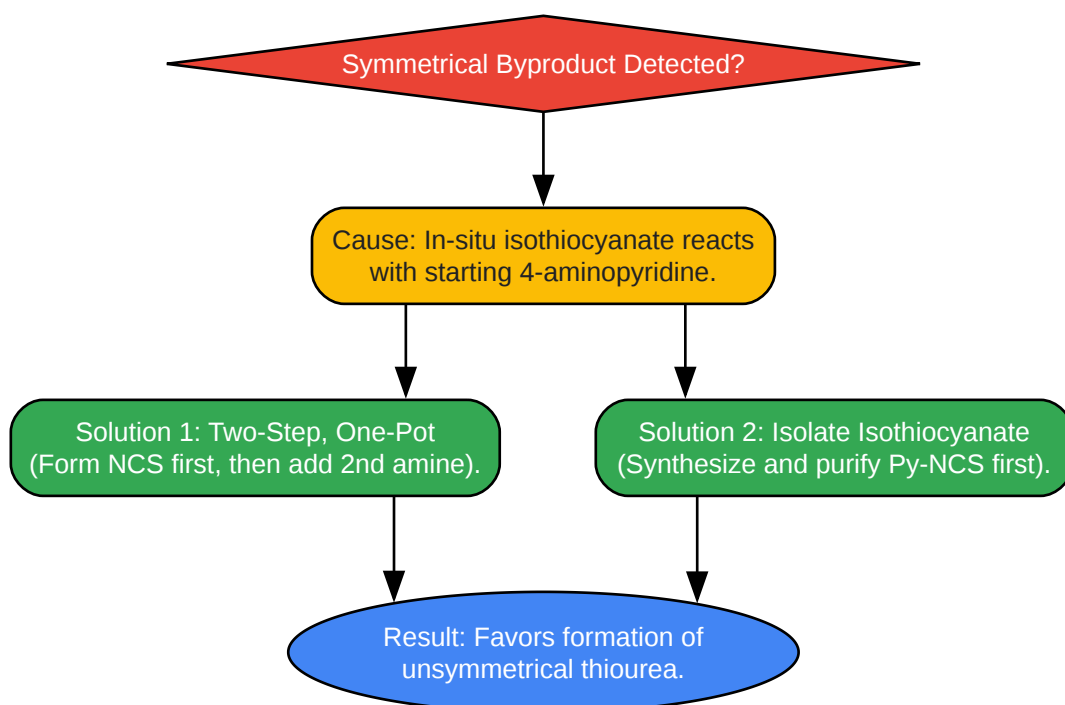 Symmetrical Byproduct Detected?
Cause: In-situ isothiocyanate reacts
with starting 4-aminopyridine.
Solution 1: Two-Step, One-Pot
(Form NCS first, then add 2nd amine).
Solution 2: Isolate Isothiocyanate
(Synthesize and purify Py-NCS first).
Result: Favors formation of
unsymmetrical thiourea.